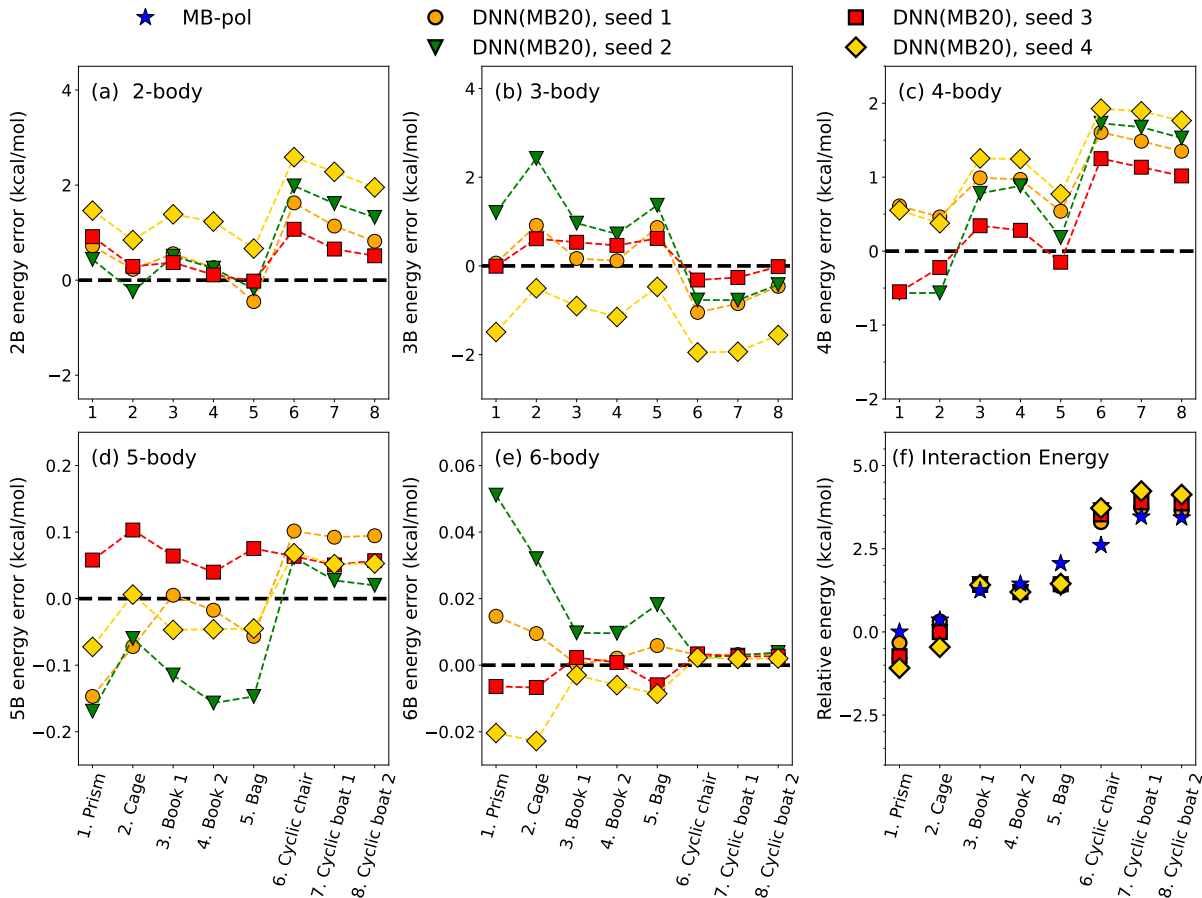 MB-pol
DNN(MB20), seed 1
DNN(MB20), seed 2
DNN(MB20), seed 3
DNN(MB20), seed 4
(a) 2-body
2B energy error (kcal/mol)
4
2
0
−2
1 2 3 4 5 6 7 8
(b) 3-body
3B energy error (kcal/mol)
4
2
0
−2
1 2 3 4 5 6 7 8
(c) 4-body
4B energy error (kcal/mol)
2
1
0
−1
−2
1 2 3 4 5 6 7 8
(d) 5-body
5B energy error (kcal/mol)
0.2
0.1
0.0
−0.1
−0.2
1. Prism
2. Cage
3. Book 1
4. Book 2
5. Bag
6. Cyclic chair
7. Cyclic boat 1
8. Cyclic boat 2
(e) 6-body
6B energy error (kcal/mol)
0.06
0.04
0.02
0.00
−0.02
1. Prism
2. Cage
3. Book 1
4. Book 2
5. Bag
6. Cyclic chair
7. Cyclic boat 1
8. Cyclic boat 2
(f) Interaction Energy
Relative energy (kcal/mol)
5.0
2.5
0.0
−2.5
1. Prism
2. Cage
3. Book 1
4. Book 2
5. Bag
6. Cyclic chair
7. Cyclic boat 1
8. Cyclic boat 2